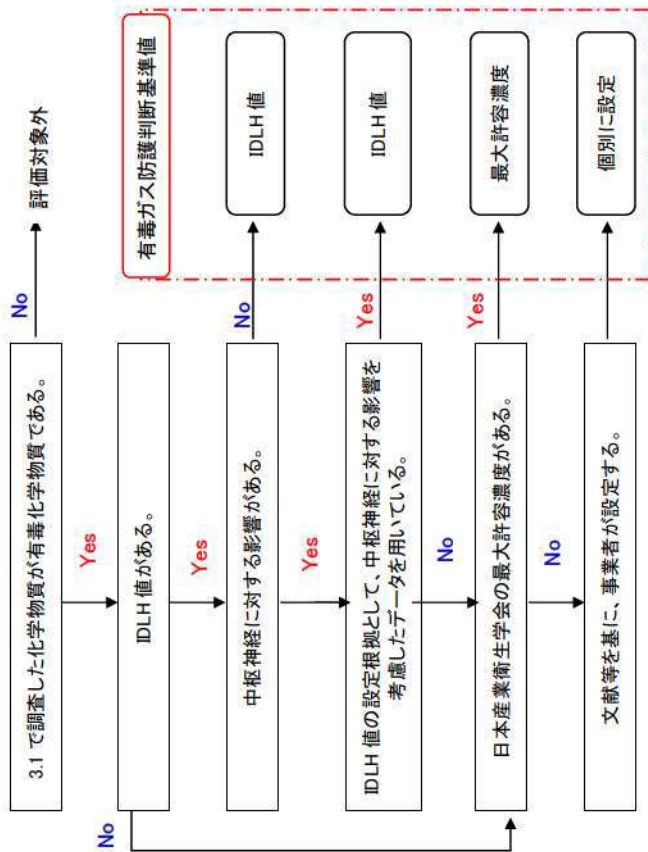 3.1 で調査した化学物質が有毒化学物質である。
No
評価対象外
Yes
有毒ガス防護判断基準値
IDLH 値がある。
No
Yes
中枢神経に対する影響がある。
No
IDLH 値
Yes
IDLH 値の設定根拠として、中枢神経に対する影響を
考慮したデータを用いている。
Yes
IDLH 値
No
日本産業衛生学会の最大許容濃度がある。
Yes
最大許容濃度
No
文献等を基に、事業者が設定する。
個別に設定